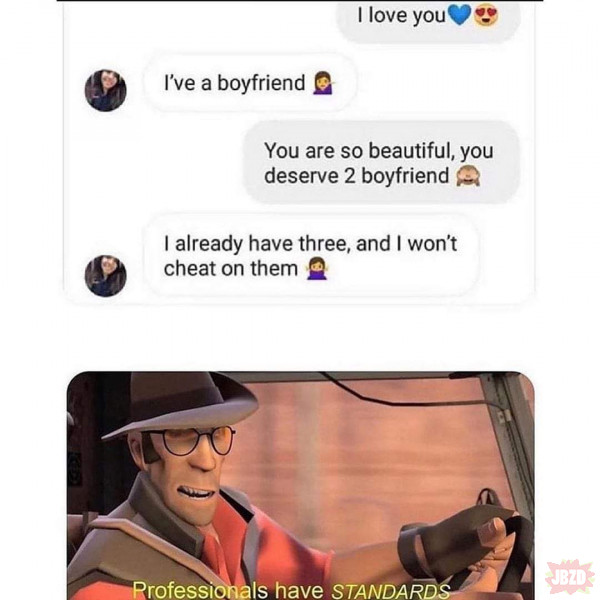 I love you💙😍
I've a boyfriend 💁‍♀️
You are so beautiful, you
deserve 2 boyfriend 🙈
I already have three, and I won't
cheat on them 🤷‍♀️
Professionals have STANDARDS
JBZD